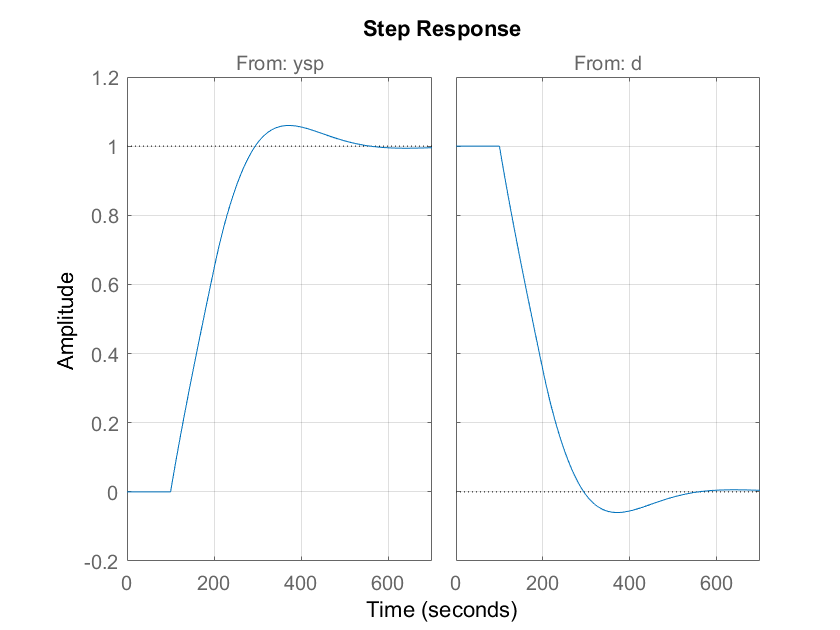 Step Response
From: ysp
From: d
Amplitude
1.2
1
0.8
0.6
0.4
0.2
0
-0.2
0 200 400 600
0 200 400 600
Time (seconds)